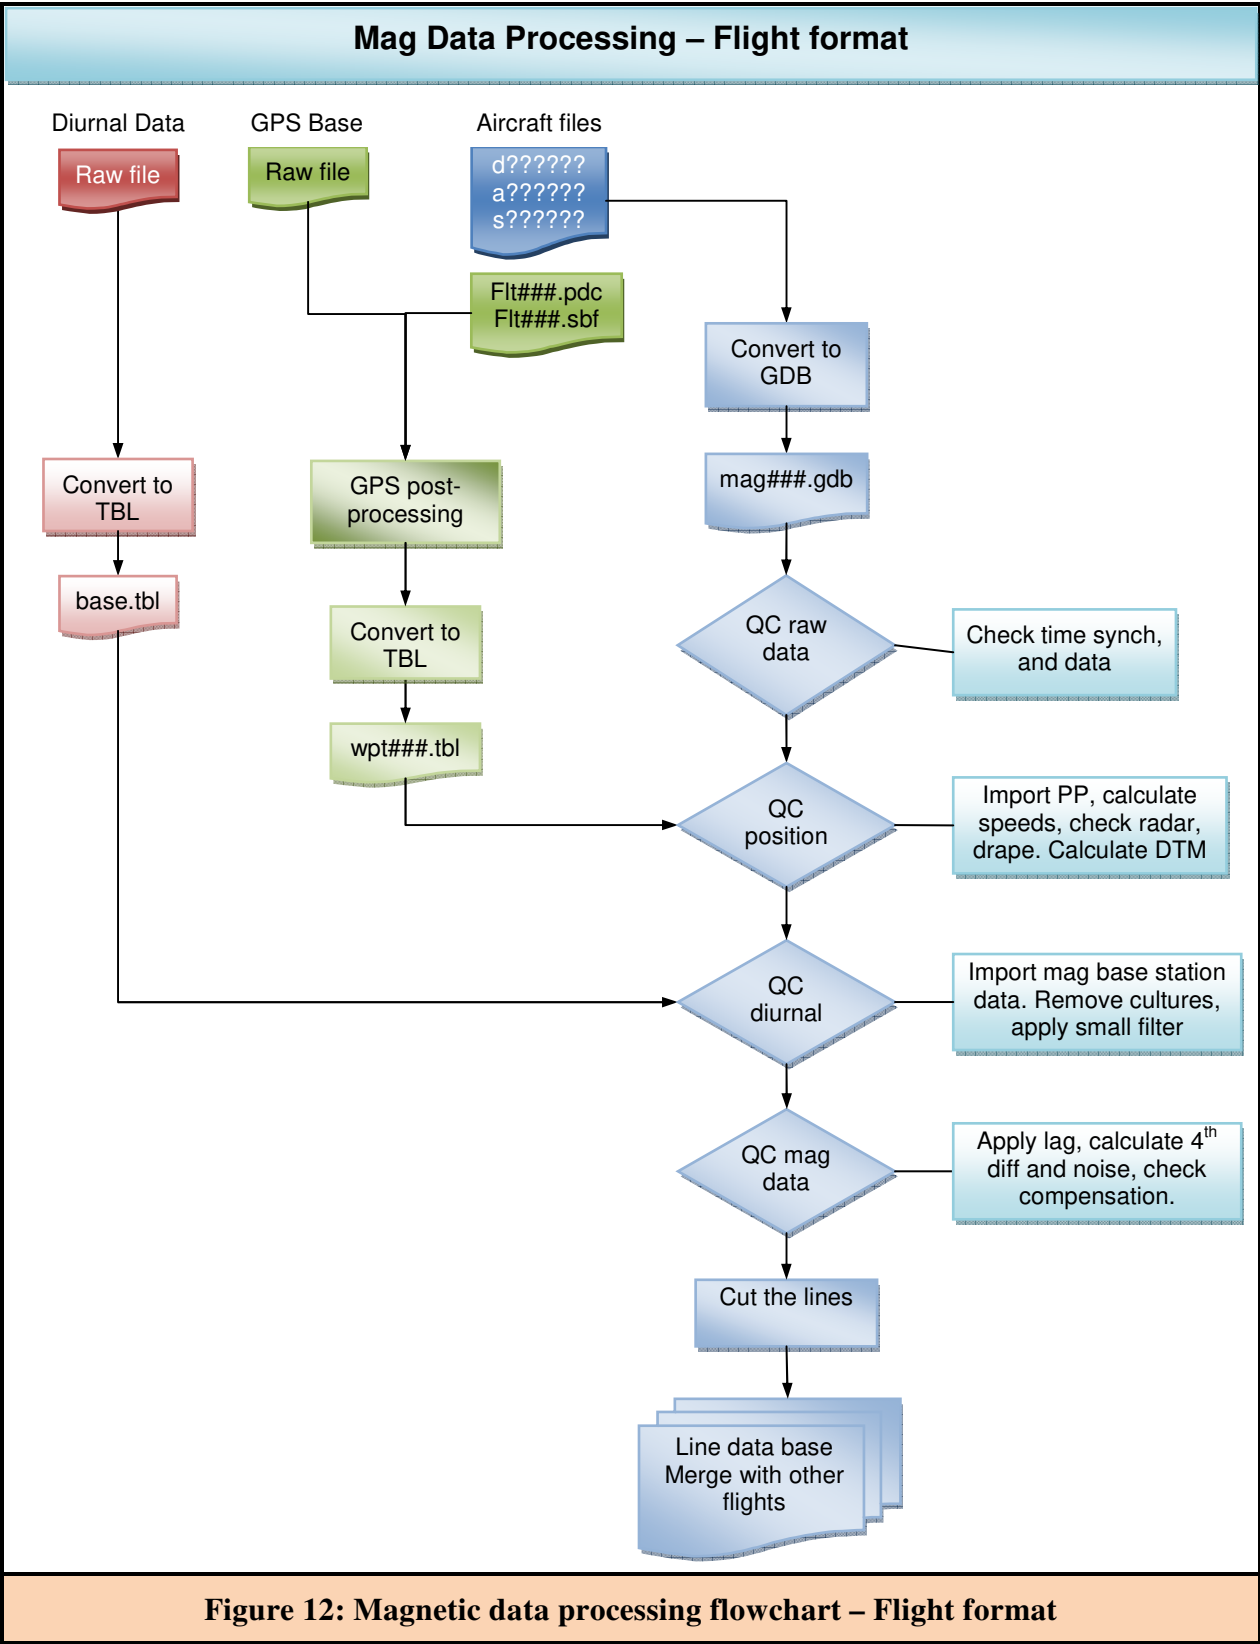 Mag Data Processing – Flight format
Diurnal Data
GPS Base
Aircraft files
Raw file
Raw file
d??????
a??????
s??????
Flt###.pdc
Flt###.sbf
Convert to
GDB
mag###.gdb
Convert to
TBL
base.tbl
GPS post-
processing
Convert to
TBL
wpt###.tbl
QC raw
data
Check time synch,
and data
QC
position
Import PP, calculate
speeds, check radar,
drape. Calculate DTM
QC
diurnal
Import mag base station
data. Remove cultures,
apply small filter
QC mag
data
Apply lag, calculate 4th
diff and noise, check
compensation.
Cut the lines
Line data base
Merge with other
flights
Figure 12: Magnetic data processing flowchart – Flight format